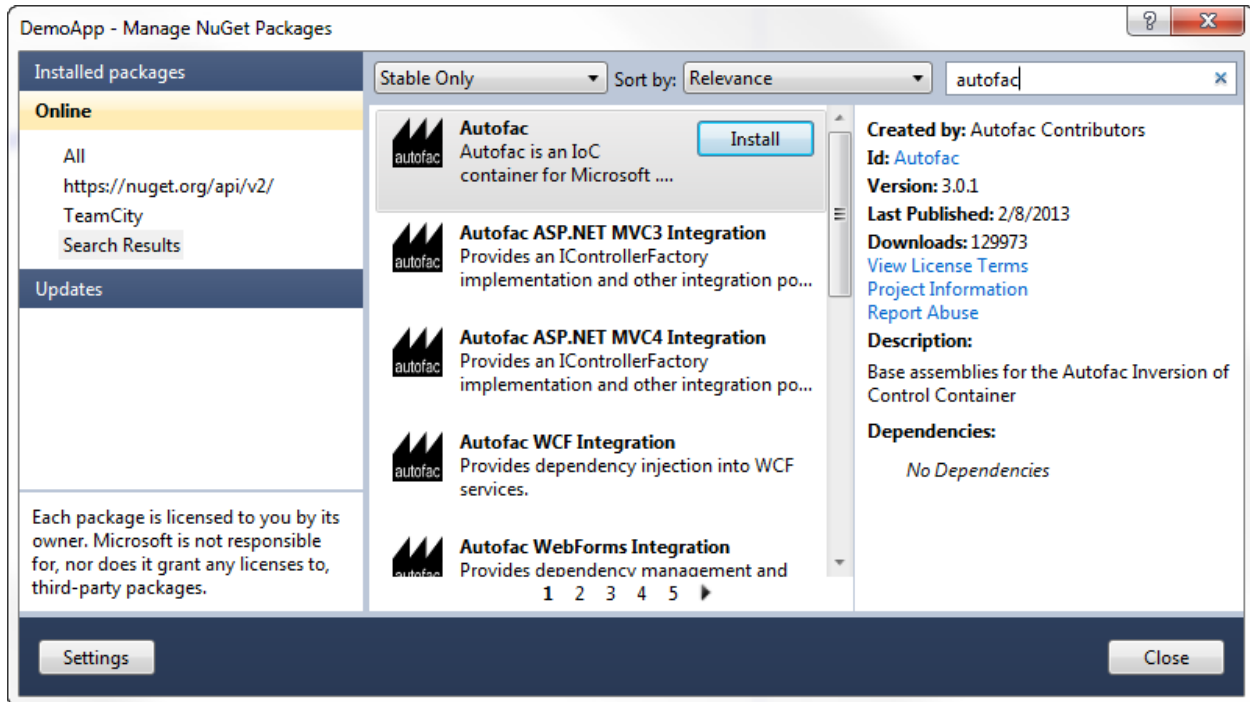 DemoApp - Manage NuGet Packages
Installed packages
Online
All
https://nuget.org/api/v2/
TeamCity
Search Results
Updates
Each package is licensed to you by its
owner. Microsoft is not responsible
for, nor does it grant any licenses to,
third-party packages.
Stable Only
Sort by: Relevance
autofac
autofac
Autofac
Install
Autofac is an IoC
container for Microsoft ....
autofac
Autofac ASP.NET MVC3 Integration
Provides an IControllerFactory
implementation and other integration po...
autofac
Autofac ASP.NET MVC4 Integration
Provides an IControllerFactory
implementation and other integration po...
autofac
Autofac WCF Integration
Provides dependency injection into WCF
services.
autofac
Autofac WebForms Integration
Provides dependency management and
1 2 3 4 5
Created by: Autofac Contributors
Id: Autofac
Version: 3.0.1
Last Published: 2/8/2013
Downloads: 129973
View License Terms
Project Information
Report Abuse
Description:
Base assemblies for the Autofac Inversion of
Control Container
Dependencies:
No Dependencies
Settings
Close